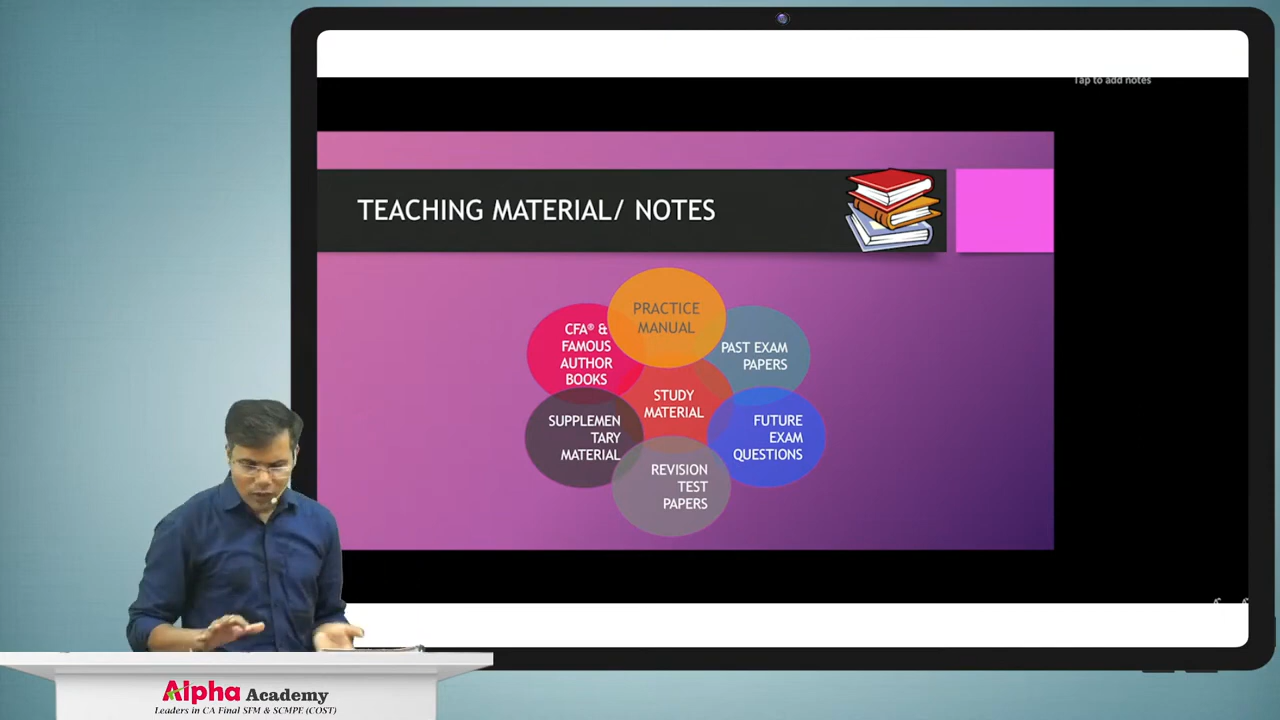 Tap to add notes
TEACHING MATERIAL/ NOTES
PRACTICE
MANUAL
CFA® &
FAMOUS
AUTHOR
BOOKS
PAST EXAM
PAPERS
STUDY
MATERIAL
SUPPLEMEN
TARY
MATERIAL
FUTURE
EXAM
QUESTIONS
REVISION
TEST
PAPERS
Alpha Academy
Leaders in CA Final SFM & SCMPE (COST)